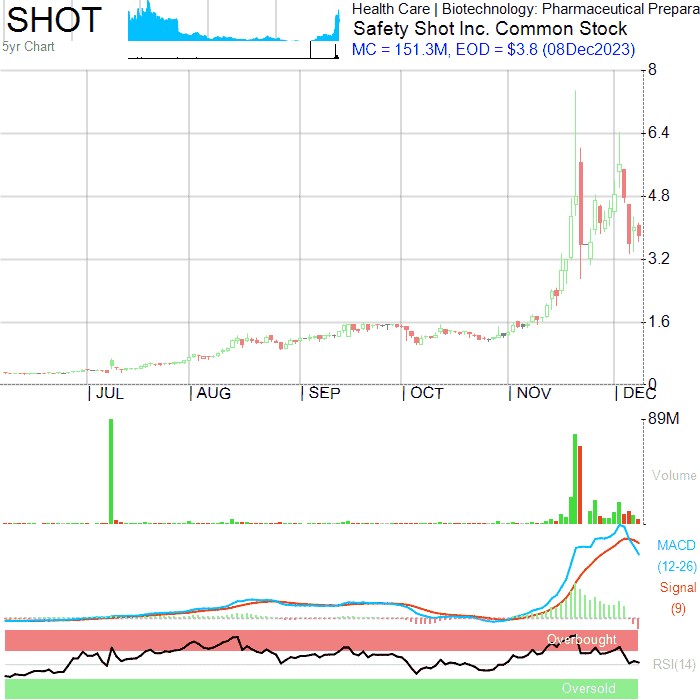 SHOT
Health Care | Biotechnology: Pharmaceutical Prepara
Safety Shot Inc. Common Stock
5yr Chart
MC = 151.3M, EOD = $3.8 (08Dec2023)
8
6.4
4.8
3.2
1.6
0
JUL AUG SEP OCT NOV DEC
89M
Volume
MACD
(12-26)
Signal
(9)
Overbought
RSI(14)
Oversold